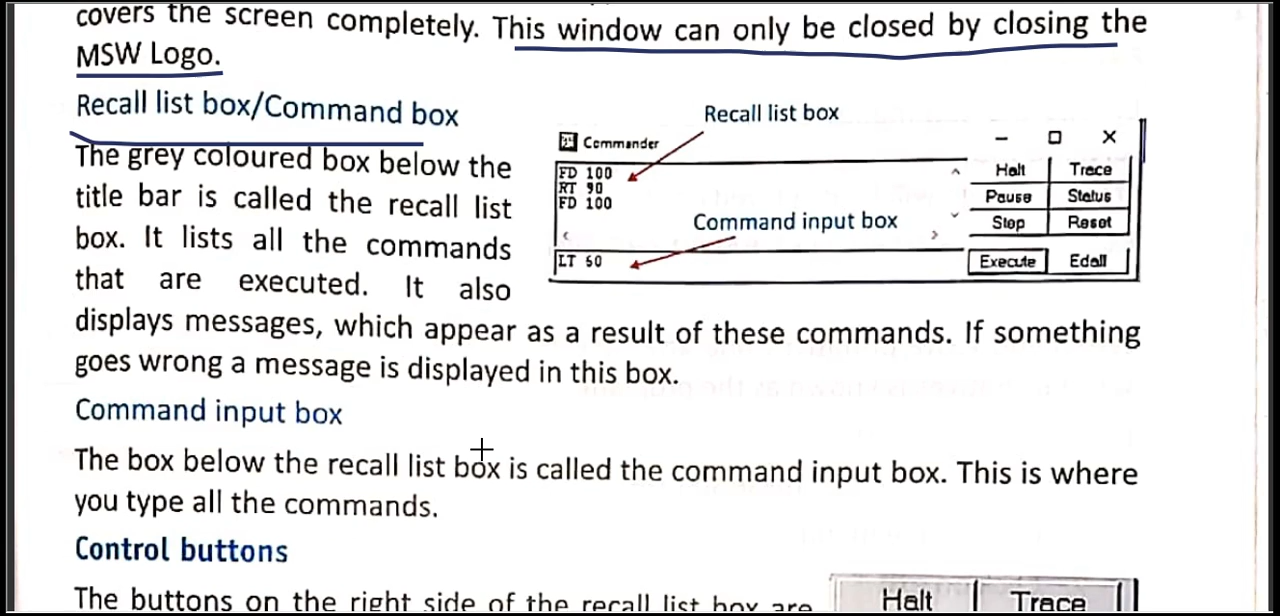 covers the screen completely. This window can only be closed by closing the
MSW Logo.
Recall list box/Command box
Recall list box
Commander
The grey coloured box below the
title bar is called the recall list
box. It lists all the commands
that are executed. It also
FD 100
RT 90
FD 100
Command input box
LT 60
Halt Trace
Pause Status
Step Reset
Execute Edall
displays messages, which appear as a result of these commands. If something
goes wrong a message is displayed in this box.
Command input box
The box below the recall list box is called the command input box. This is where
you type all the commands.
Control buttons
The buttons on the right side of the recall list box are
Halt Trace